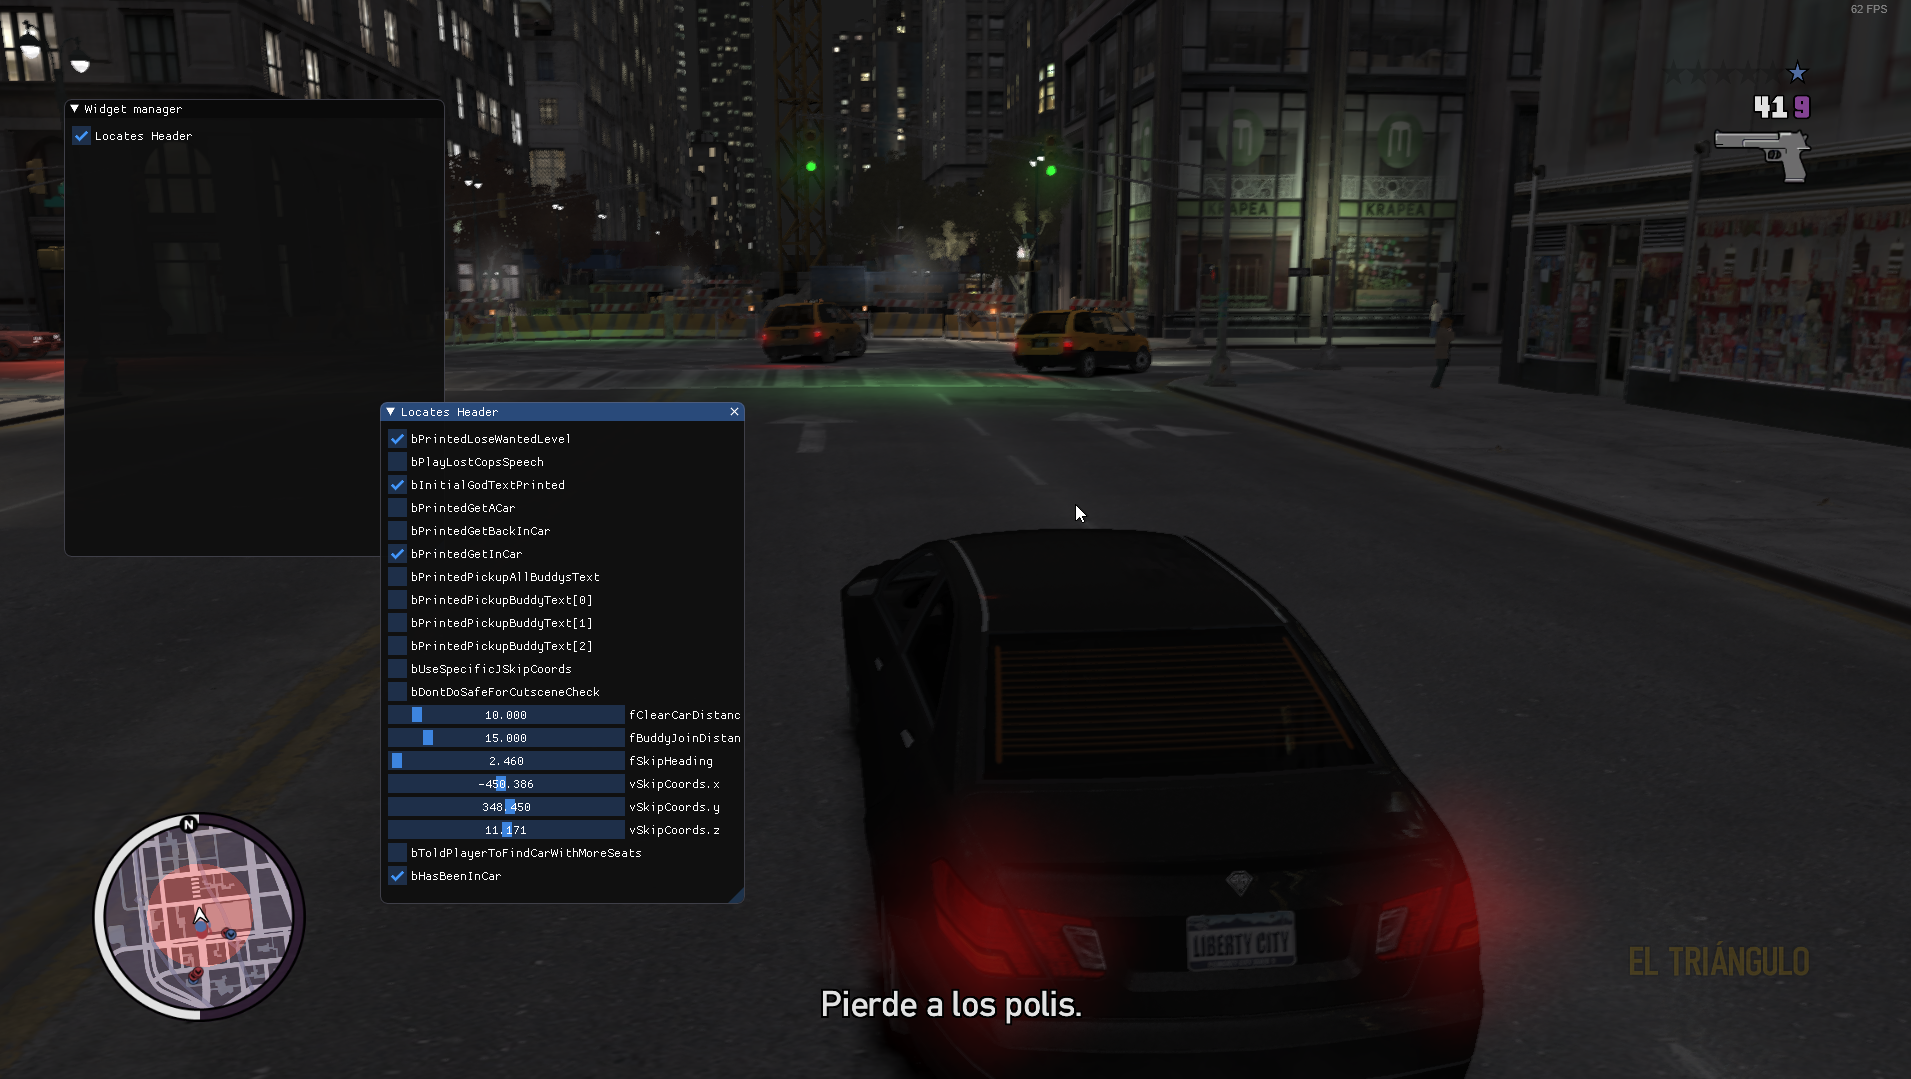 62 FPS
Widget manager
Locates Header
41 9
KRAPEA
KRAPEA
Locates Header
bPrintedLoseWantedLevel
bPlayLostCopsSpeech
bInitialGodTextPrinted
bPrintedGetACar
bPrintedGetBackInCar
bPrintedGetInCar
bPrintedPickupAllBuddysText
bPrintedPickupBuddyText[0]
bPrintedPickupBuddyText[1]
bPrintedPickupBuddyText[2]
bUseSpecificJSkipCoords
bDontDoSafeForCutsceneCheck
10.000 fClearCarDistanc
15.000 fBuddyJoinDistan
2.460 fSkipHeading
-450.386 vSkipCoords.x
348.450 vSkipCoords.y
11.171 vSkipCoords.z
bToldPlayerToFindCarWithMoreSeats
bHasBeenInCar
N
LIBERTY CITY
EL TRIÁNGULO
Pierde a los polis.